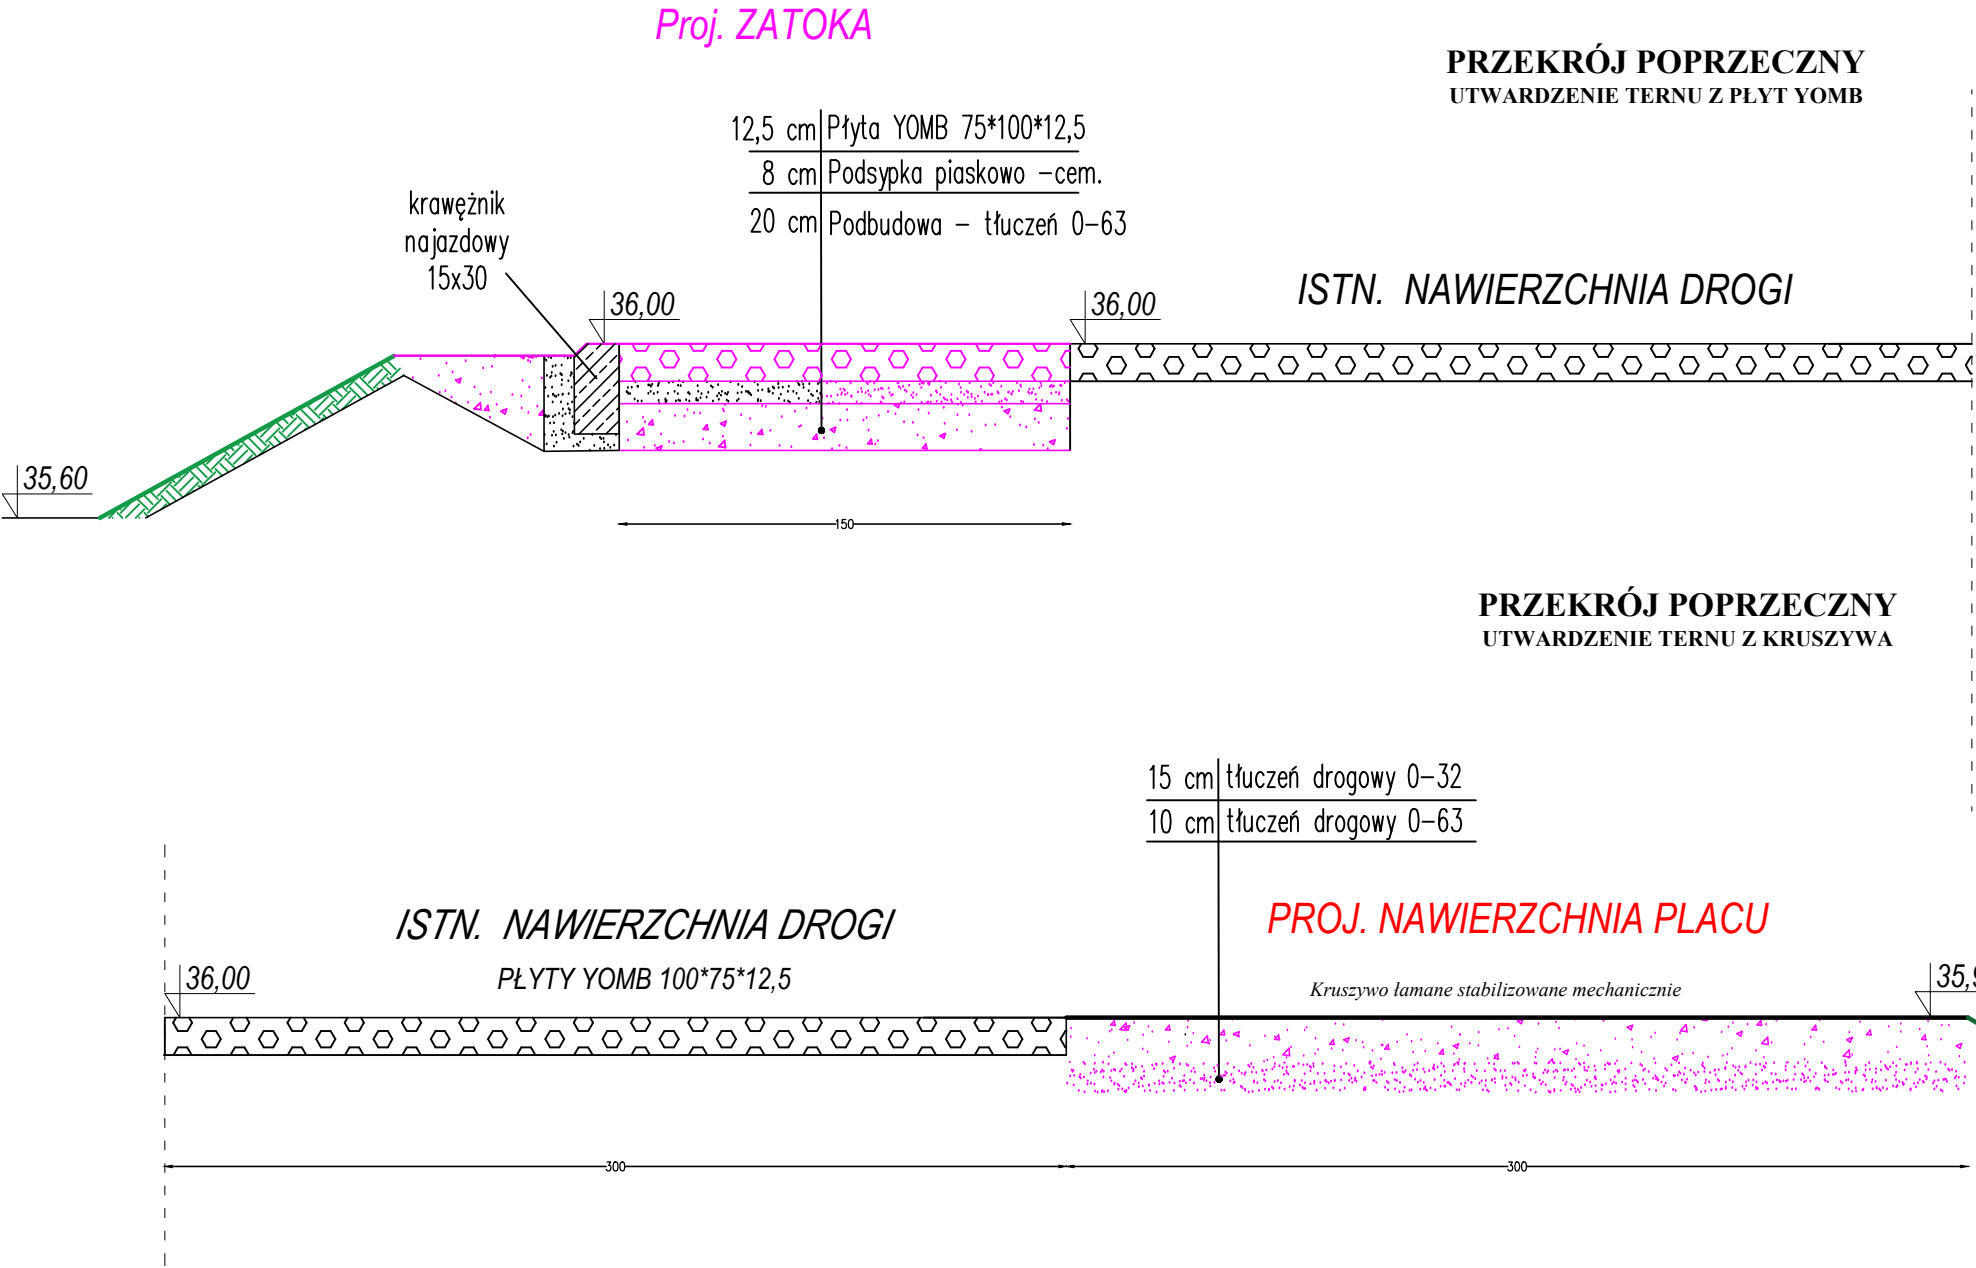 Proj. ZATOKA
PRZEKRÓJ POPRZECZNY
UTWARDZENIE TERNU Z PŁYT YOMB
12,5 cm Płyta YOMB 75*100*12,5
8 cm Podsypka piaskowo -cem.
20 cm Podbudowa - tłuczeń 0-63
krawężnik
najazdowy
15x30
36,00
36,00
ISTN. NAWIERZCHNIA DROGI
35,60
150
PRZEKRÓJ POPRZECZNY
UTWARDZENIE TERNU Z KRUSZYWA
15 cm tłuczeń drogowy 0-32
10 cm tłuczeń drogowy 0-63
ISTN. NAWIERZCHNIA DROGI
PŁYTY YOMB 100*75*12,5
PROJ. NAWIERZCHNIA PLACU
Kruszywo łamane stabilizowane mechanicznie
36,00
300
300